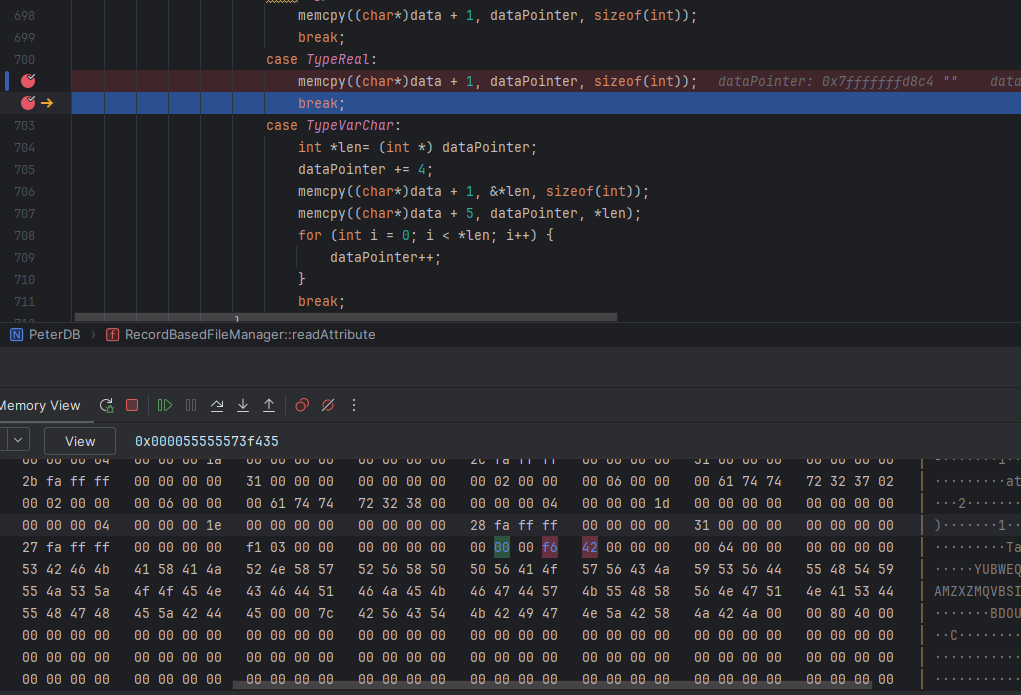 698 memcpy((char*)data + 1, dataPointer, sizeof(int));
699 break;
700 case TypeReal:
memcpy((char*)data + 1, dataPointer, sizeof(int)); dataPointer: 0x7fffffffd8c4 "" data
break;
703 case TypeVarChar:
704 int *len= (int *) dataPointer;
705 dataPointer += 4;
706 memcpy((char*)data + 1, &*len, sizeof(int));
707 memcpy((char*)data + 5, dataPointer, *len);
708 for (int i = 0; i < *len; i++) {
709 dataPointer++;
710 }
711 break;
N PeterDB › f RecordBasedFileManager::readAttribute
Memory View
View 0x000055555573f435
00 00 00 04 00 00 00 1a 00 00 00 00 00 00 00 00 2c fa ff ff 00 00 00 00 31 00 00 00 00 00 00 00
2b fa ff ff 00 00 00 00 31 00 00 00 00 00 00 00 00 02 00 00 00 06 00 00 00 61 74 74 72 32 37 02 ·········at
00 02 00 00 00 06 00 00 00 61 74 74 72 32 38 00 00 00 00 04 00 00 00 1d 00 00 00 00 00 00 00 00 ···2·······
00 00 00 04 00 00 00 1e 00 00 00 00 00 00 00 00 28 fa ff ff 00 00 00 00 31 00 00 00 00 00 00 00 )·······1··
27 fa ff ff 00 00 00 00 f1 03 00 00 00 00 00 00 00 00 00 f6 42 00 00 00 00 64 00 00 00 00 00 00 ·········Ta
53 42 46 4b 41 58 41 4a 52 4e 58 57 52 56 58 50 50 56 41 4f 57 56 43 4a 59 53 56 44 55 48 54 59 ·····YUBWEQ
55 4a 53 5a 4f 4f 45 4e 43 46 44 51 46 4a 45 4b 46 47 44 57 4b 55 48 58 56 4e 47 51 4e 41 53 44 AMZXZMQVBSI
55 48 47 48 45 5a 42 44 45 00 00 7c 42 56 43 54 4b 42 49 47 4e 5a 42 58 4a 42 4a 00 00 00 80 40 ·······BDOU
00 00 00 00 00 00 00 00 00 00 00 00 00 00 00 00 00 00 00 00 00 00 00 00 00 00 00 00 00 00 00 00 ··C········
00 00 00 00 00 00 00 00 00 00 00 00 00 00 00 00 00 00 00 00 00 00 00 00 00 00 00 00 00 00 00 00 ···········
00 00 00 00 00 00 00 00 00 00 00 00 00 00 00 00 00 00 00 00 00 00 00 00 00 00 00 00 00 00 00 00 ···········